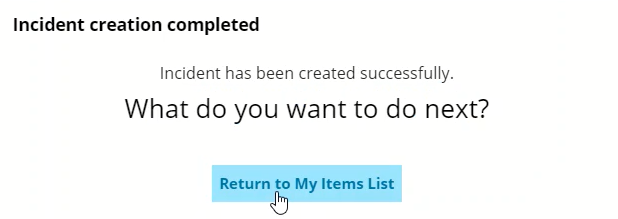 Incident creation completed
Incident has been created successfully.
What do you want to do next?
Return to My Items List